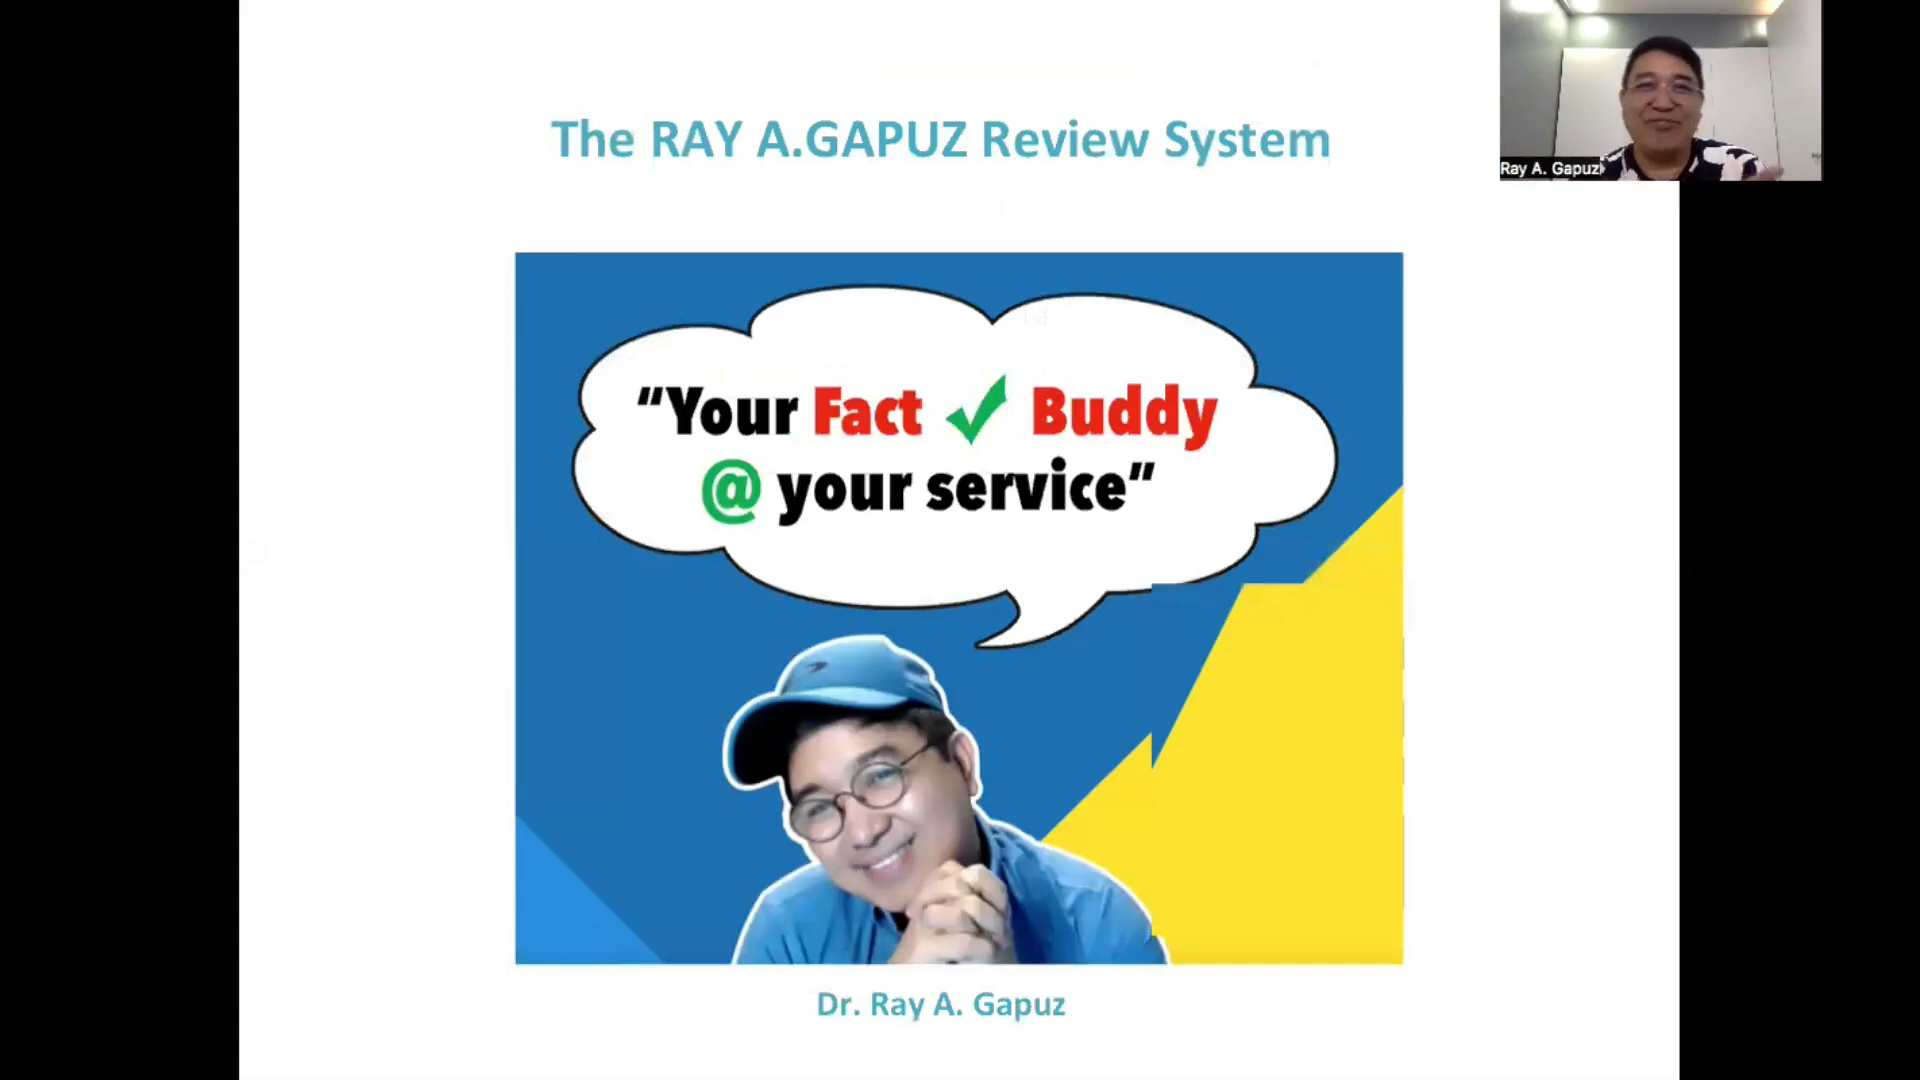 The RAY A.GAPUZ Review System
Ray A. Gapuz
“Your Fact ✓ Buddy
@ your service”
Dr. Ray A. Gapuz